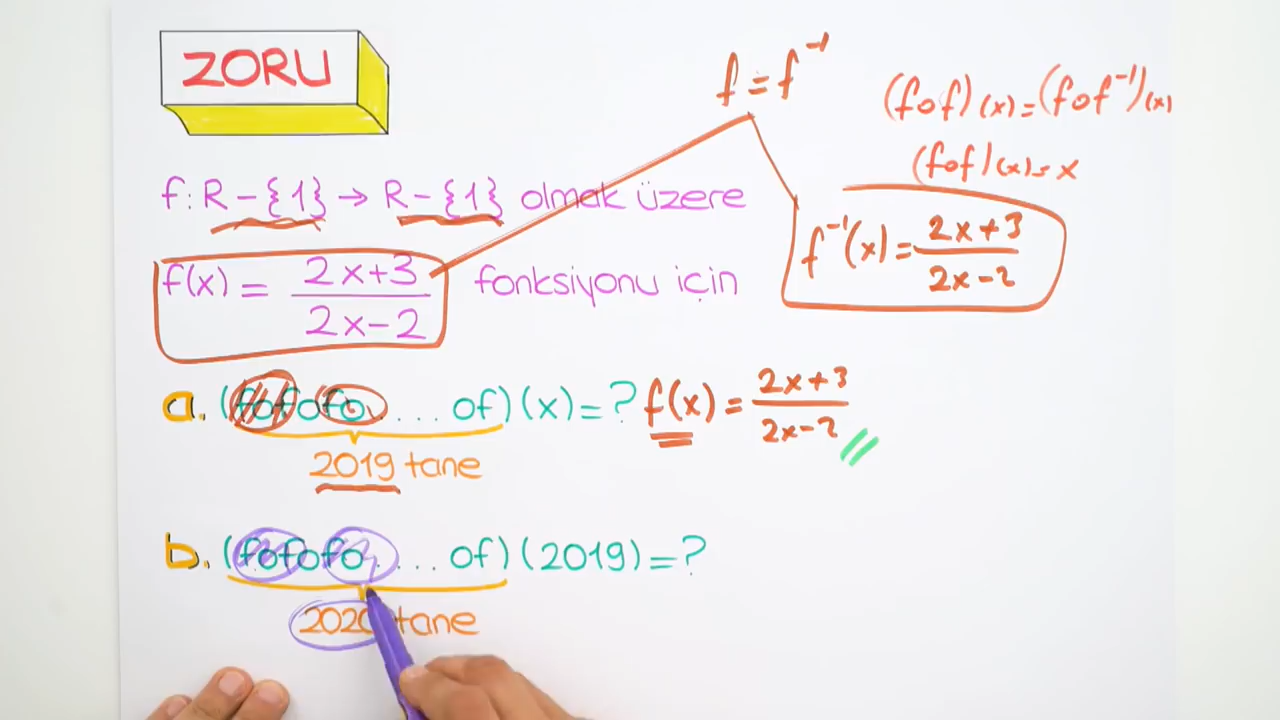 ZORU
f = f⁻¹
(fof)(x)=(fof⁻¹)(x)
(fof)(x)=x
f: R-{1} → R-{1} olmak üzere
f⁻¹(x)= 2x+3
2x-2
f(x) = 2x+3 fonksiyonu için
2x-2
a. (fofofo... of)(x)=? f(x) = 2x+3
2x-2
2019 tane
b. (fofofo... of)(2019)=?
2020 tane